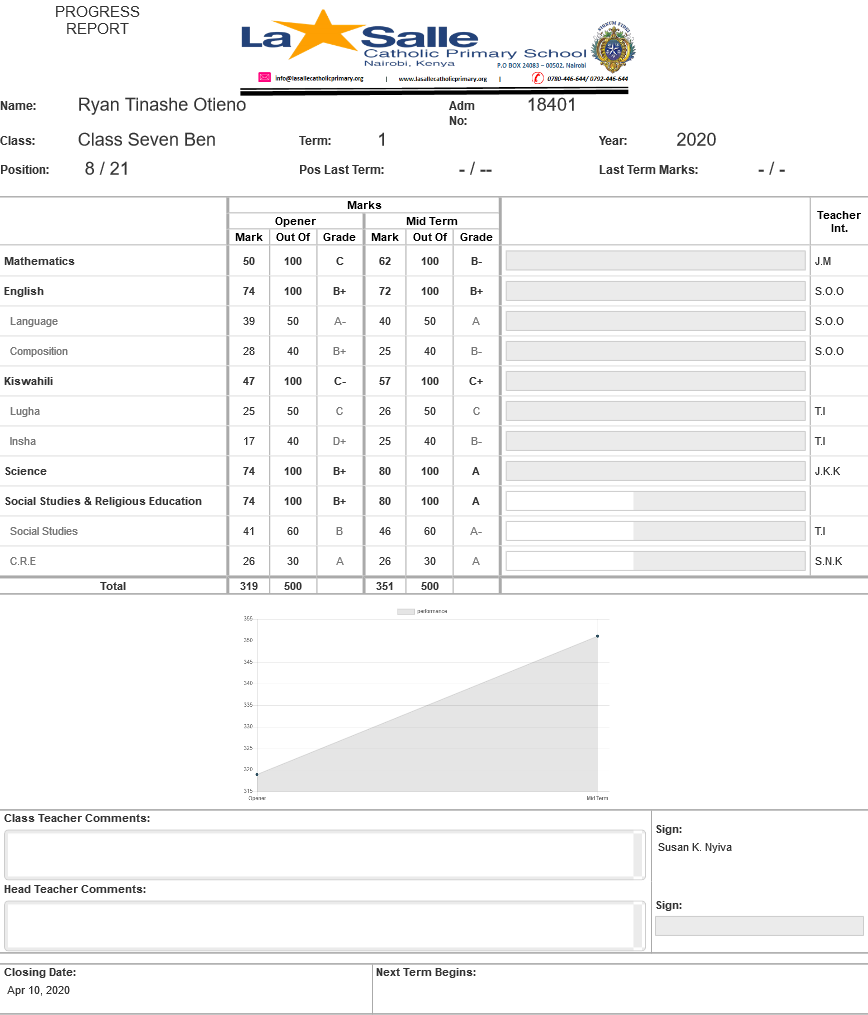 PROGRESS
REPORT
La Salle
Catholic Primary School
Nairobi, Kenya
P.O BOX 24083 – 00502, Nairobi
info@lasallecatholicprimary.org | www.lasallecatholicprimary.org | 0780-446-644/ 0792-446-644
Name: Ryan Tinashe Otieno Adm No: 18401
Class: Class Seven Ben Term: 1 Year: 2020
Position: 8 / 21 Pos Last Term: - / -- Last Term Marks: - / -
Marks
Opener Mid Term Teacher Int.
Mark Out Of Grade Mark Out Of Grade
Mathematics 50 100 C 62 100 B- J.M
English 74 100 B+ 72 100 B+ S.O.O
Language 39 50 A- 40 50 A S.O.O
Composition 28 40 B+ 25 40 B- S.O.O
Kiswahili 47 100 C- 57 100 C+
Lugha 25 50 C 26 50 C T.I
Insha 17 40 D+ 25 40 B- T.I
Science 74 100 B+ 80 100 A J.K.K
Social Studies & Religious Education 74 100 B+ 80 100 A
Social Studies 41 60 B 46 60 A- T.I
C.R.E 26 30 A 26 30 A S.N.K
Total 319 500 351 500
performance
355
350
345
340
335
330
325
320
315
Opener Mid Term
Class Teacher Comments:
Sign:
Susan K. Nyiva
Head Teacher Comments:
Sign:
Closing Date: Next Term Begins:
Apr 10, 2020